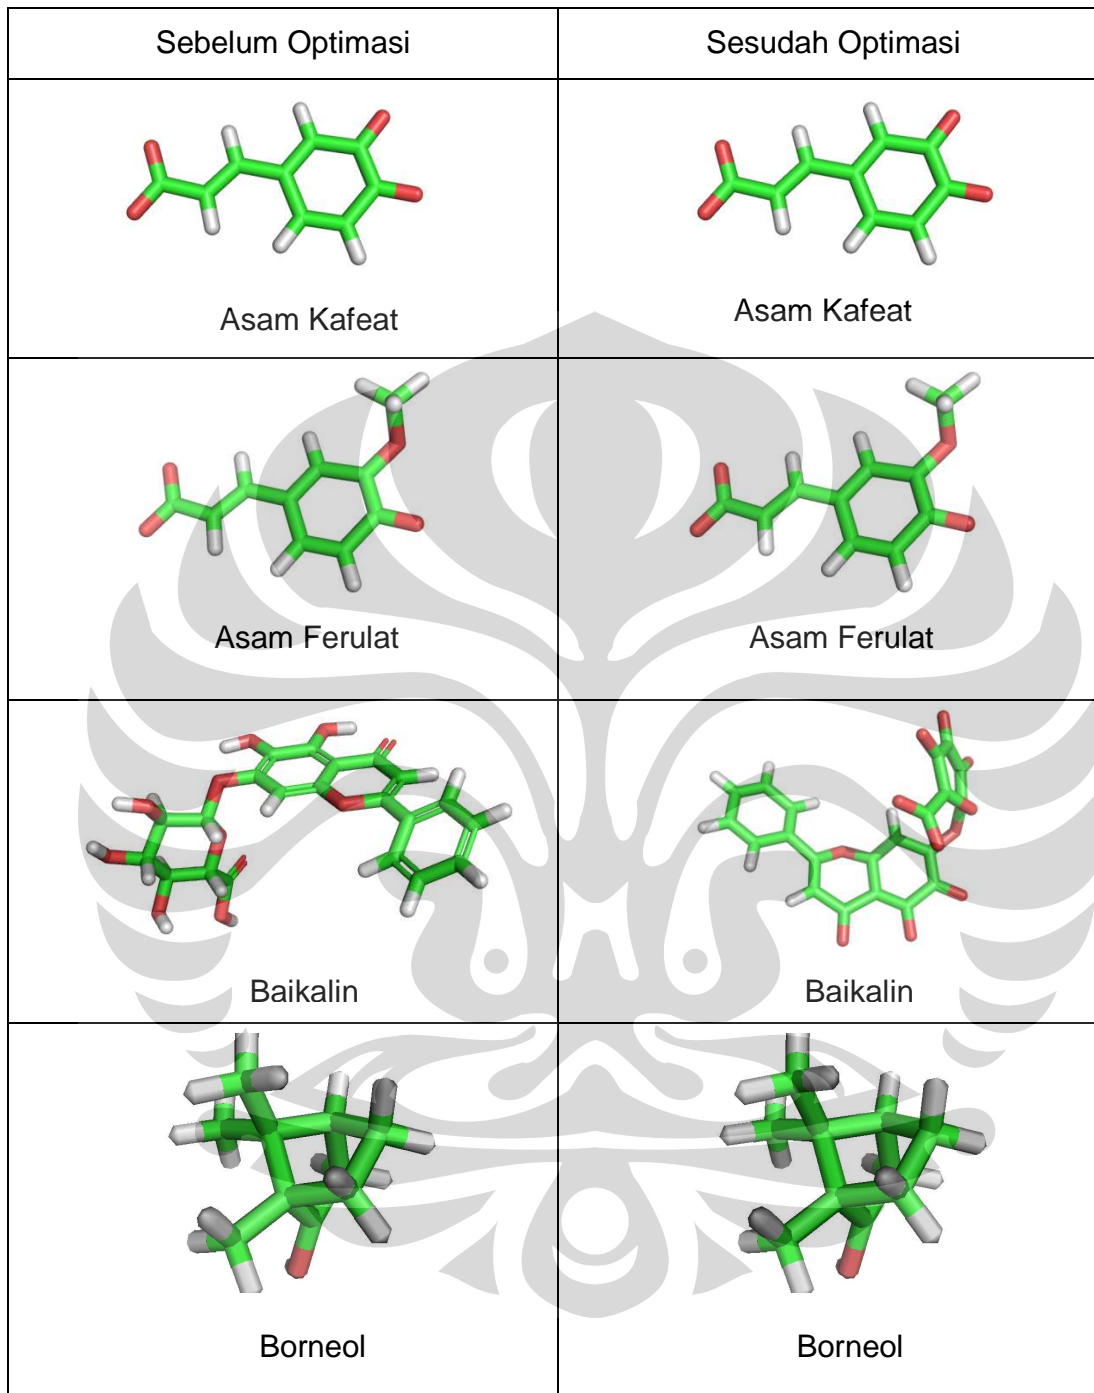 Sebelum Optimasi
Sesudah Optimasi
Asam Kafeat
Asam Kafeat
Asam Ferulat
Asam Ferulat
Baikalin
Baikalin
Borneol
Borneol